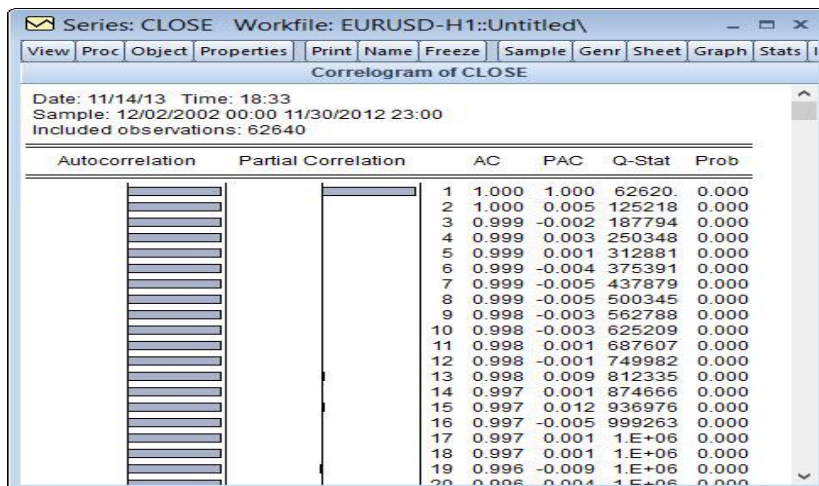 Series: CLOSE Workfile: EURUSD-H1::Untitled\
View Proc Object Properties Print Name Freeze Sample Genr Sheet Graph Stats I
Correlogram of CLOSE
Date: 11/14/13 Time: 18:33
Sample: 12/02/2002 00:00 11/30/2012 23:00
Included observations: 62640
Autocorrelation Partial Correlation AC PAC Q-Stat Prob
1 1.000 1.000 62620. 0.000
2 1.000 0.005 125218 0.000
3 0.999 -0.002 187794 0.000
4 0.999 0.003 250348 0.000
5 0.999 0.001 312881 0.000
6 0.999 -0.004 375391 0.000
7 0.999 -0.005 437879 0.000
8 0.999 -0.005 500345 0.000
9 0.998 -0.003 562788 0.000
10 0.998 -0.003 625209 0.000
11 0.998 0.001 687607 0.000
12 0.998 -0.001 749982 0.000
13 0.998 0.009 812335 0.000
14 0.997 0.001 874666 0.000
15 0.997 0.012 936976 0.000
16 0.997 -0.005 999263 0.000
17 0.997 0.001 1.E+06 0.000
18 0.997 0.001 1.E+06 0.000
19 0.996 -0.009 1.E+06 0.000
20 0.996 0.004 1.E+06 0.000